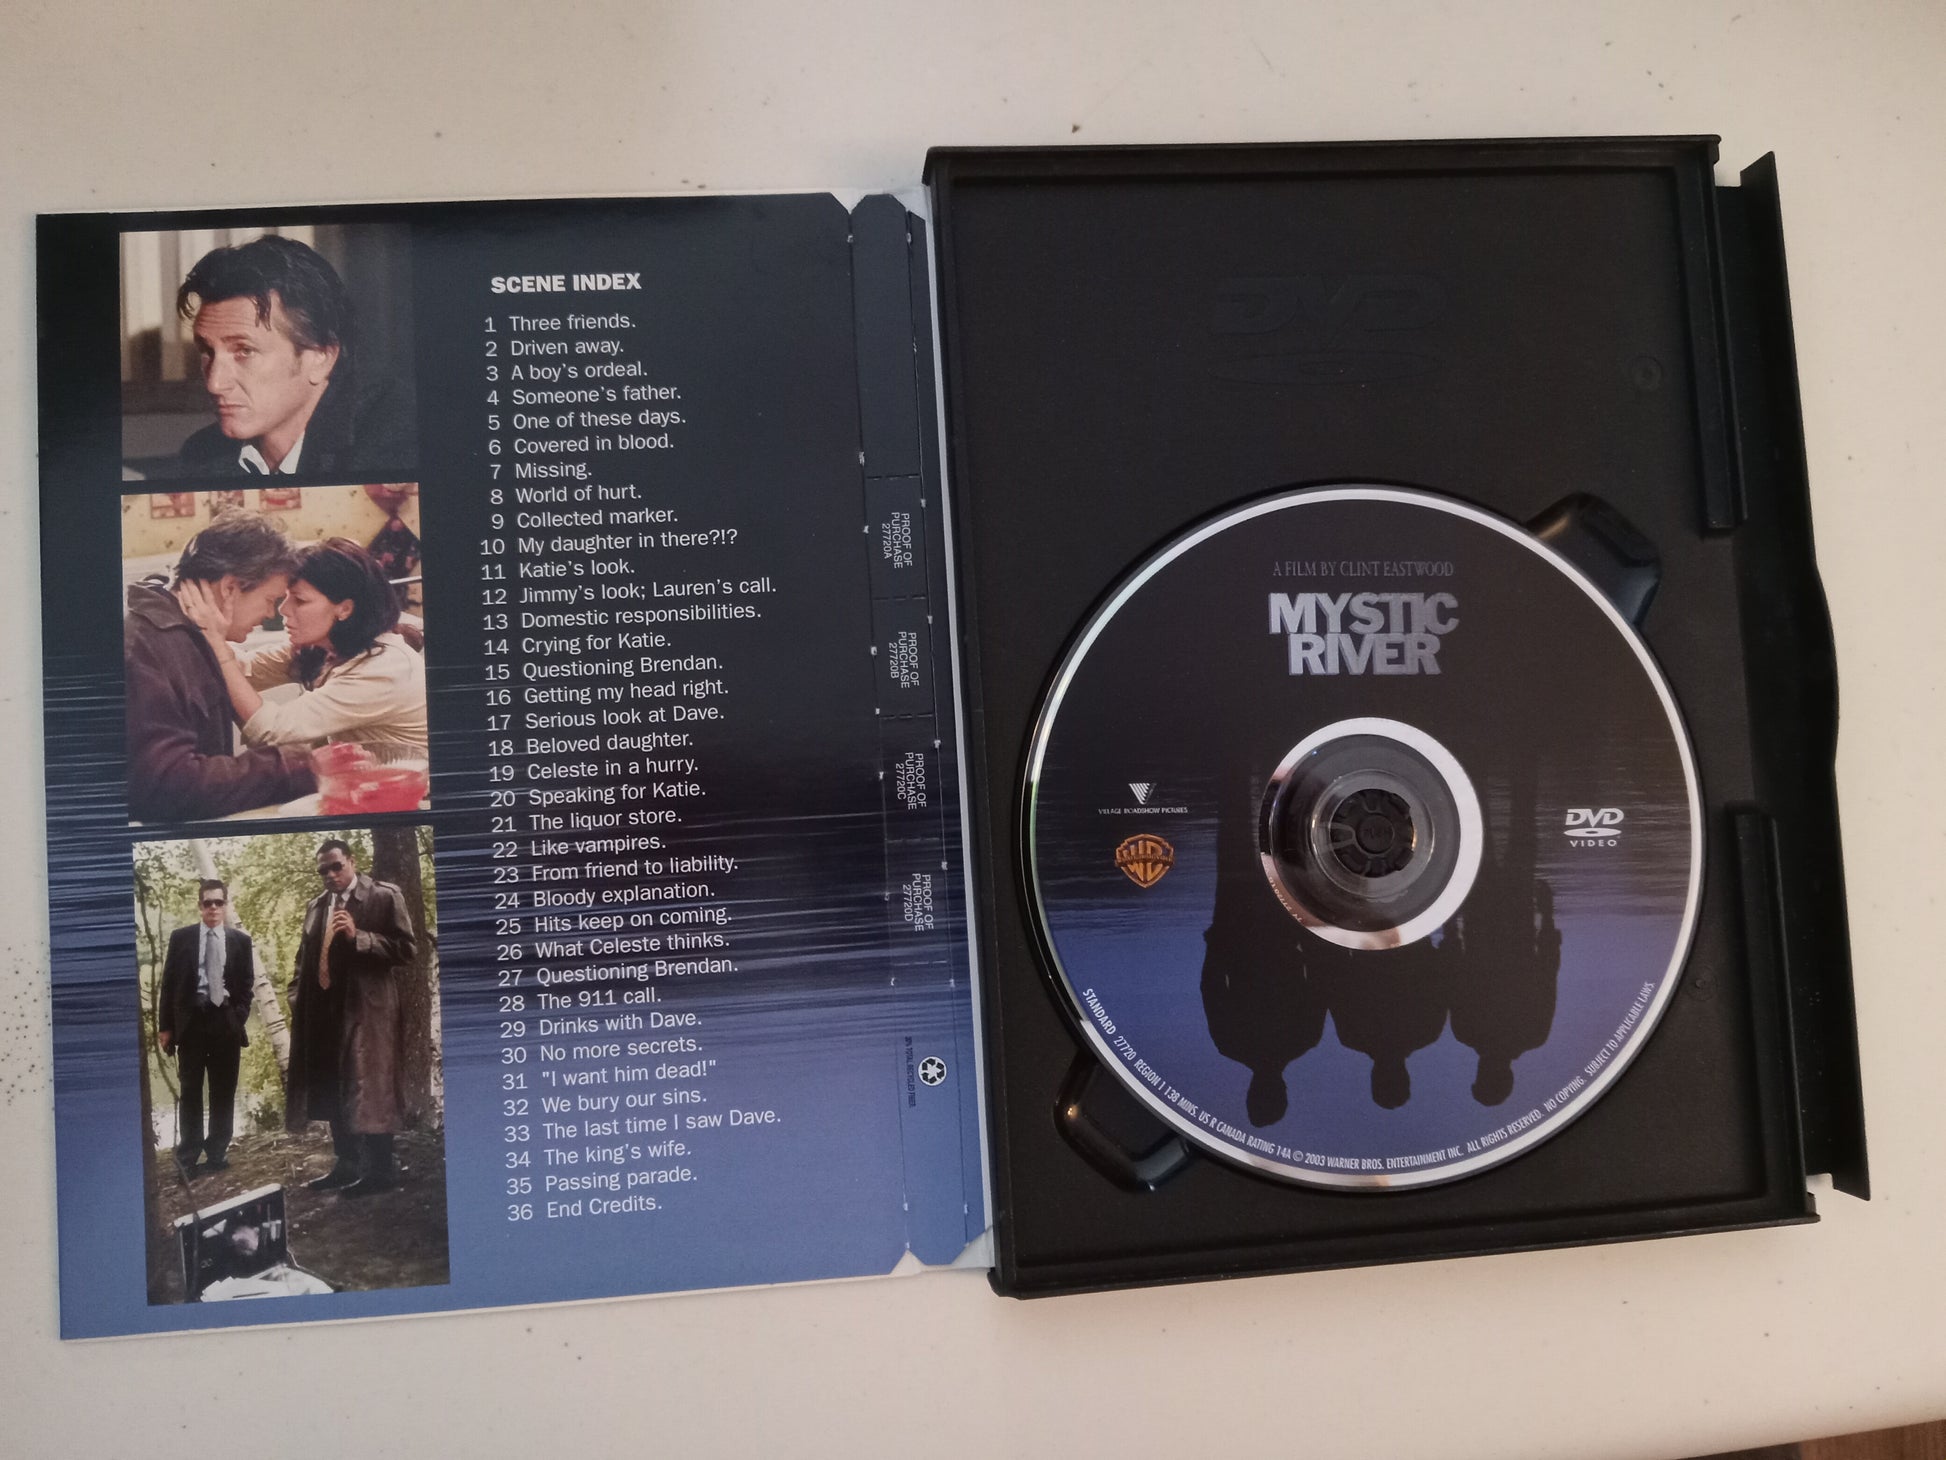 SCENE INDEX
1 Three friends.
2 Driven away.
3 A boy's ordeal.
4 Someone's father.
5 One of these days.
6 Covered in blood.
7 Missing.
8 World of hurt.
9 Collected marker.
10 My daughter in there?!?
11 Katie's look.
12 Jimmy's look; Lauren's call.
13 Domestic responsibilities.
14 Crying for Katie.
15 Questioning Brendan.
16 Getting my head right.
17 Serious look at Dave.
18 Beloved daughter.
19 Celeste in a hurry.
20 Speaking for Katie.
21 The liquor store.
22 Like vampires.
23 From friend to liability.
24 Bloody explanation.
25 Hits keep on coming.
26 What Celeste thinks.
27 Questioning Brendan.
28 The 911 call.
29 Drinks with Dave.
30 No more secrets.
31 "I want him dead!"
32 We bury our sins.
33 The last time I saw Dave.
34 The king's wife.
35 Passing parade.
36 End Credits.
PROOF OF
PURCHASE
27720A
PROOF OF
PURCHASE
27720B
PROOF OF
PURCHASE
27720C
PROOF OF
PURCHASE
27720D
DVD
A FILM BY CLINT EASTWOOD
MYSTIC
RIVER
VILLAGE ROADSHOW PICTURES
WB
PUSH
DVD
VIDEO
STANDARD 27720 REGION 1 138 MINS. US R CANADA RATING 14A © 2003 WARNER BROS. ENTERTAINMENT INC. ALL RIGHTS RESERVED. NO COPYING. SUBJECT TO APPLICABLE LAWS.